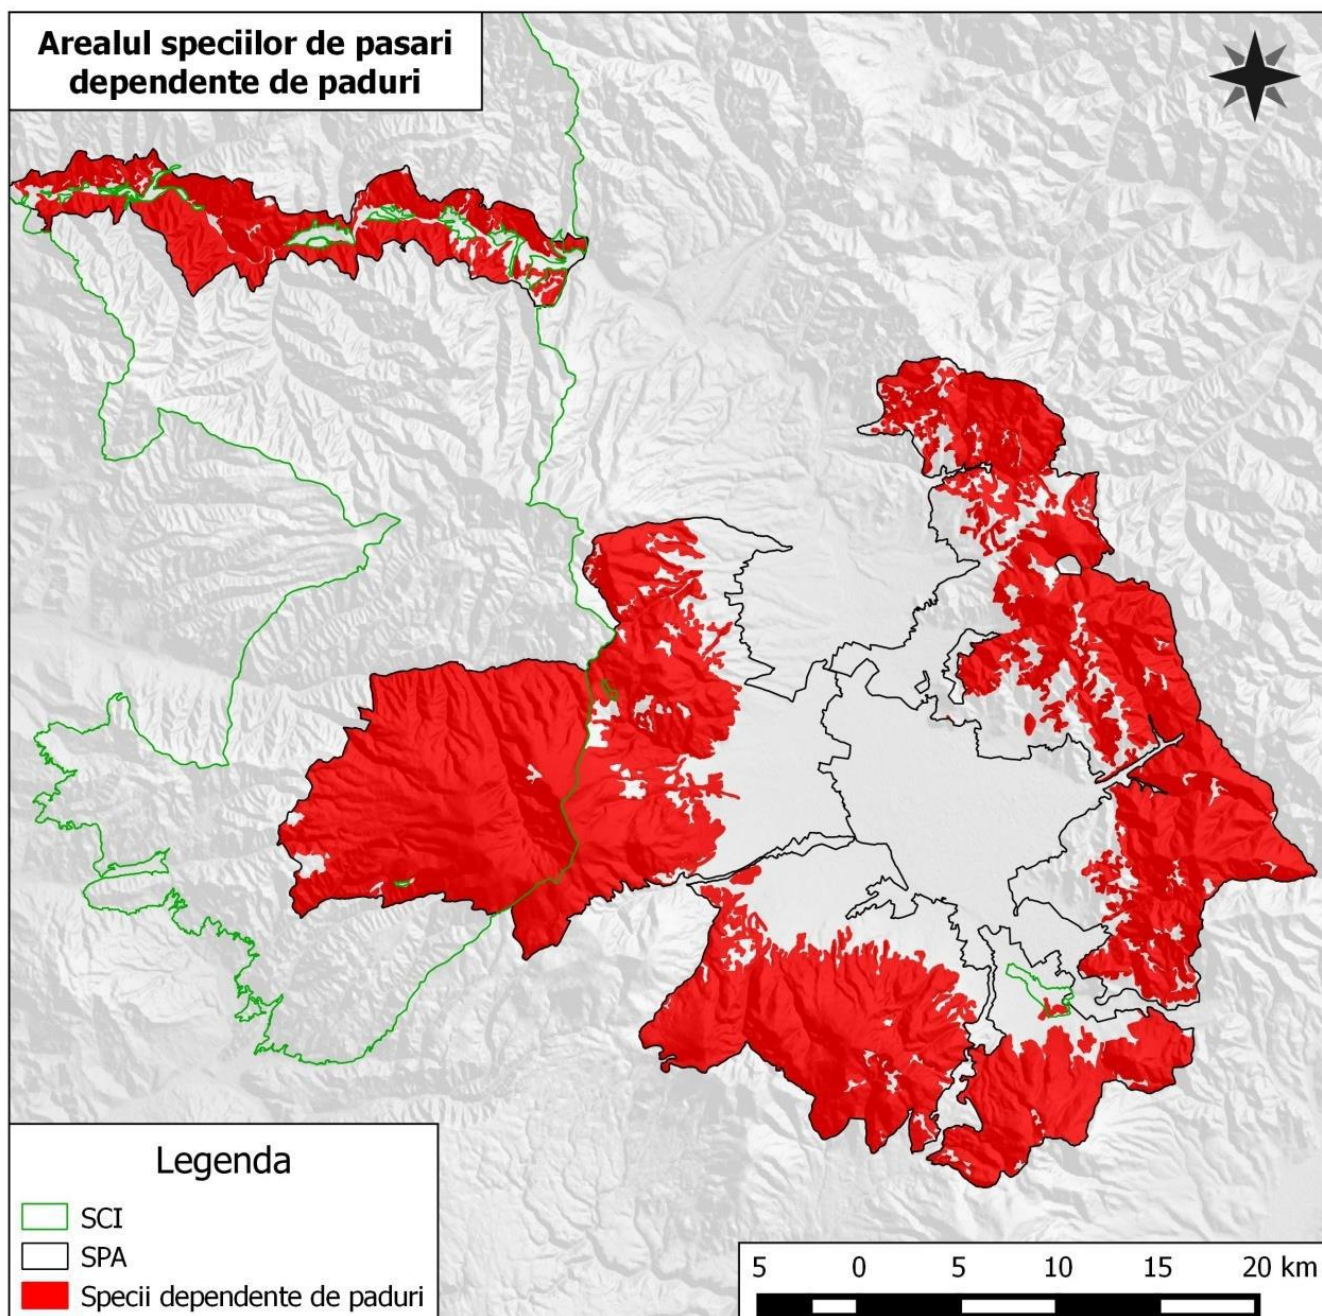 Arealul speciilor de pasari
dependente de paduri
Legenda
SCI
SPA
Specii dependente de paduri
5 0 5 10 15 20 km